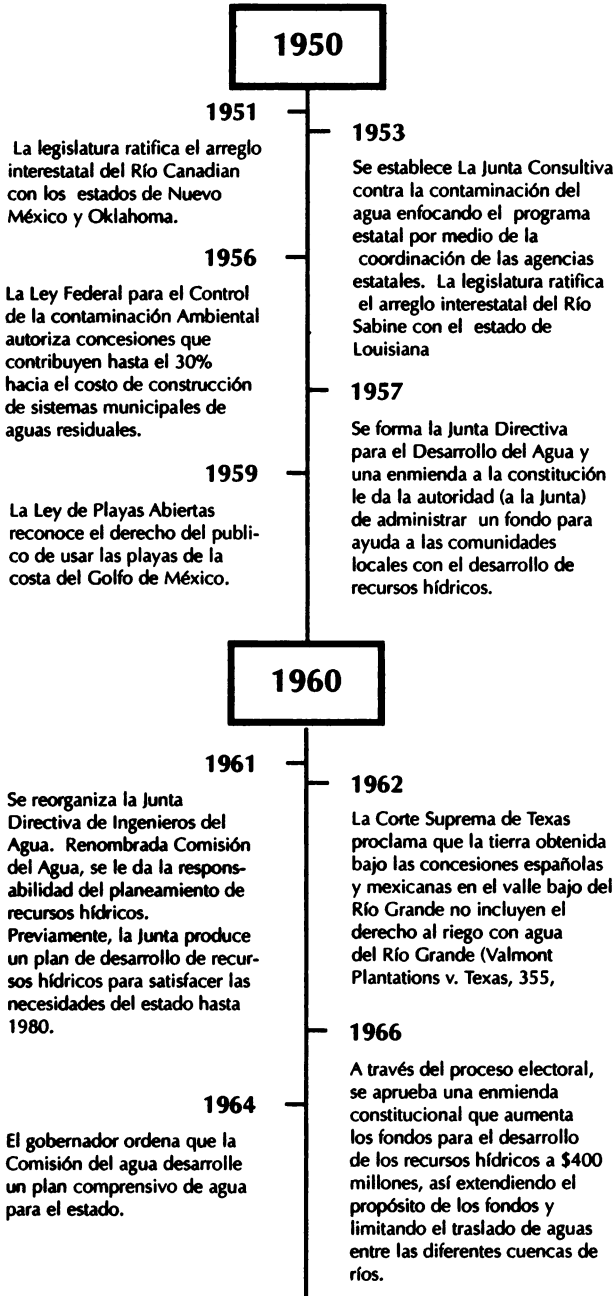 1950
1951
La legislatura ratifica el arreglo
interestatal del Río Canadian
con los estados de Nuevo
México y Oklahoma.
1953
Se establece La Junta Consultiva
contra la contaminación del
agua enfocando el programa
estatal por medio de la
coordinación de las agencias
estatales. La legislatura ratifica
el arreglo interestatal del Río
Sabine con el estado de
Louisiana
1956
La Ley Federal para el Control
de la contaminación Ambiental
autoriza concesiones que
contribuyen hasta el 30%
hacia el costo de construcción
de sistemas municipales de
aguas residuales.
1957
Se forma la Junta Directiva
para el Desarrollo del Agua y
una enmienda a la constitución
le da la autoridad (a la Junta)
de administrar un fondo para
ayuda a las comunidades
locales con el desarrollo de
recursos hídricos.
1959
La Ley de Playas Abiertas
reconoce el derecho del publi-
co de usar las playas de la
costa del Golfo de México.
1960
1961
Se reorganiza la Junta
Directiva de Ingenieros del
Agua. Renombrada Comisión
del Agua, se le da la respons-
abilidad del planeamiento de
recursos hídricos.
Previamente, la Junta produce
un plan de desarrollo de recur-
sos hídricos para satisfacer las
necesidades del estado hasta
1980.
1962
La Corte Suprema de Texas
proclama que la tierra obtenida
bajo las concesiones españolas
y mexicanas en el valle bajo del
Río Grande no incluyen el
derecho al riego con agua
del Río Grande (Valmont
Plantations v. Texas, 355,
1964
El gobernador ordena que la
Comisión del agua desarrolle
un plan comprensivo de agua
para el estado.
1966
A través del proceso electoral,
se aprueba una enmienda
constitucional que aumenta
los fondos para el desarrollo
de los recursos hídricos a $400
millones, así extendiendo el
propósito de los fondos y
limitando el traslado de aguas
entre las diferentes cuencas de
ríos.